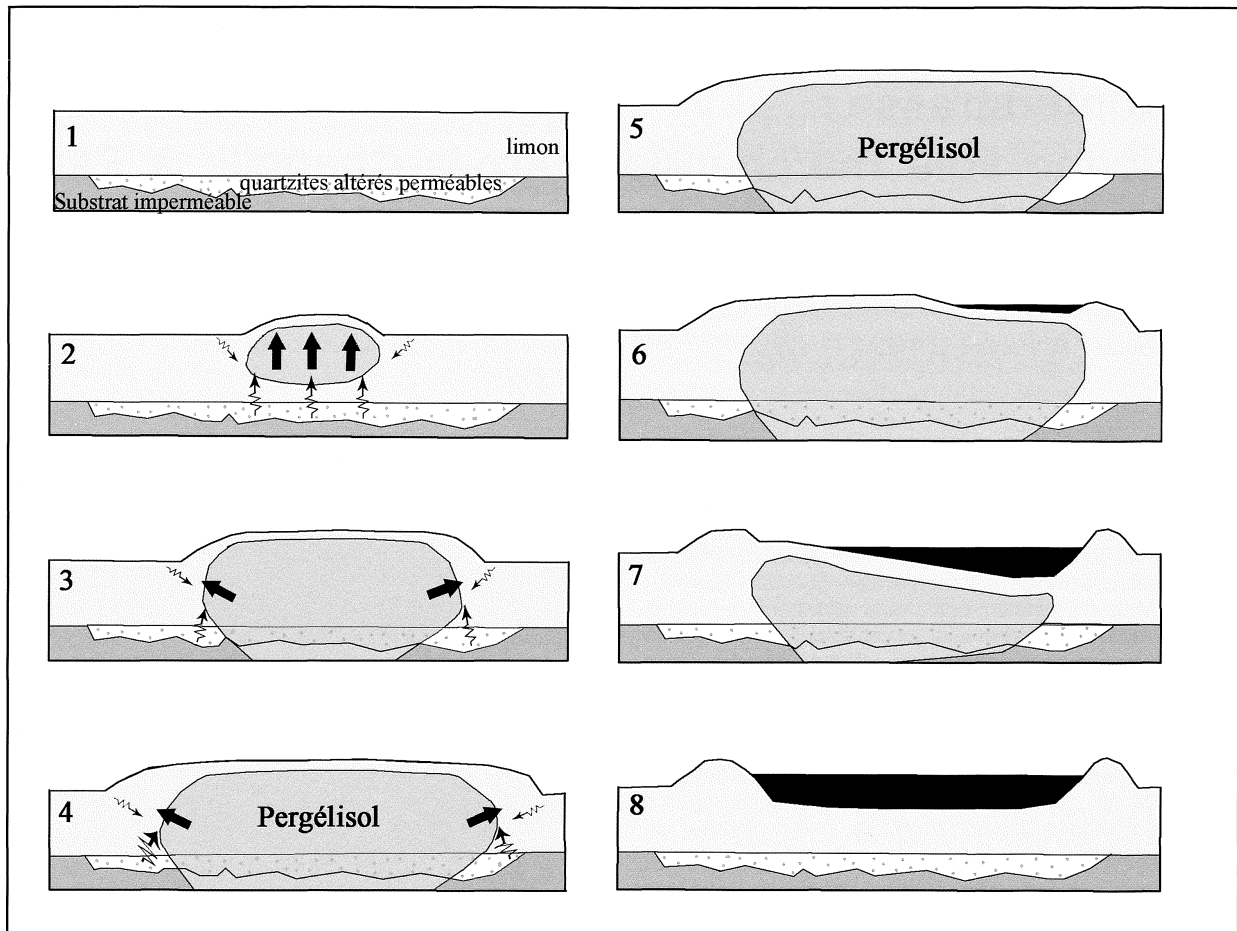 1
limon
quartzites altérés perméables
Substrat imperméable
2
3
4
Pergélisol
5
Pergélisol
6
7
8